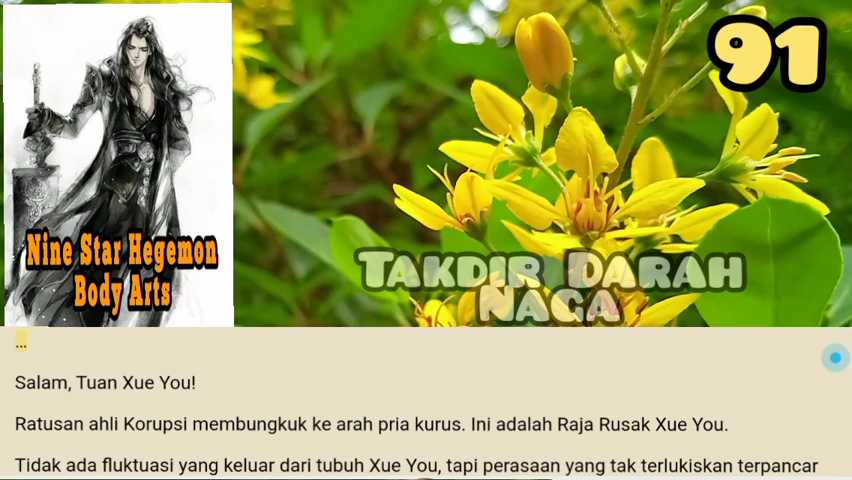 91
Nine Star Hegemon
Body Arts
Takdir Darah
Naga
...
Salam, Tuan Xue You!
Ratusan ahli Korupsi membungkuk ke arah pria kurus. Ini adalah Raja Rusak Xue You.
Tidak ada fluktuasi yang keluar dari tubuh Xue You, tapi perasaan yang tak terlukiskan terpancar